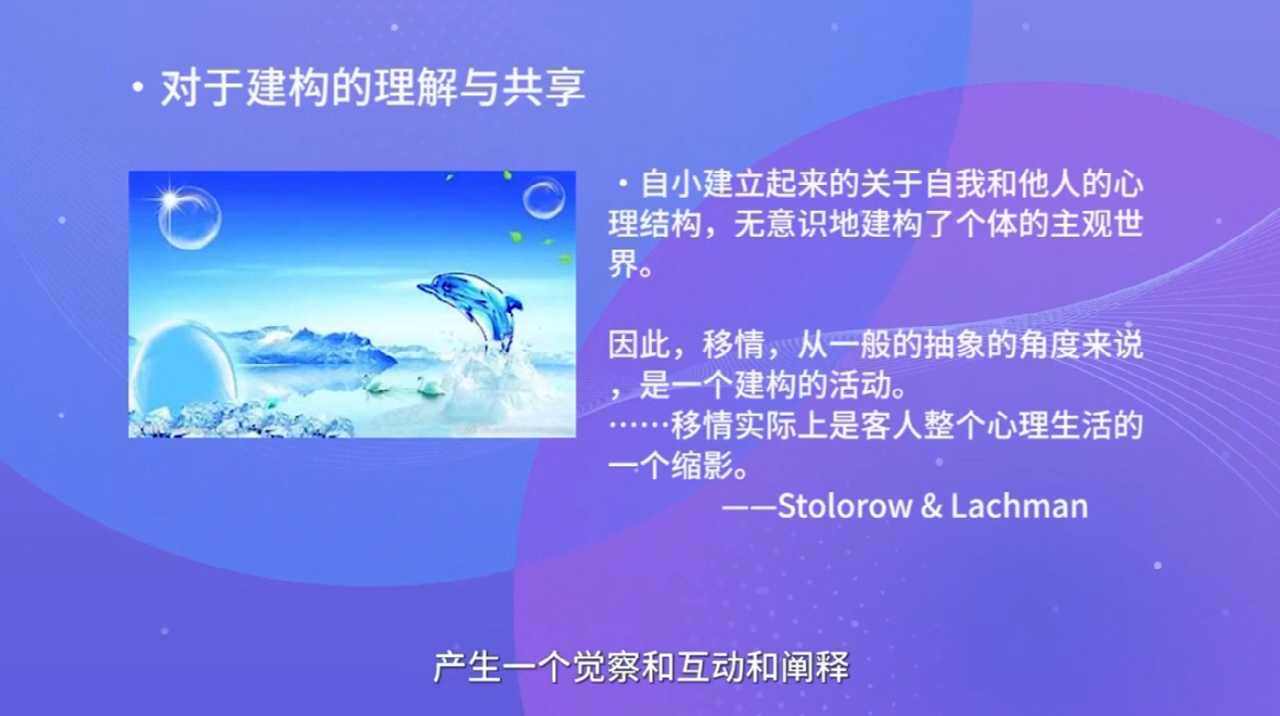 • 对于建构的理解与共享
• 自小建立起来的关于自我和他人的心
理结构，无意识地建构了个体的主观世
界。
因此，移情，从一般的抽象的角度来说
，是一个建构的活动。
……移情实际上是客人整个心理生活的
一个缩影。
——Stolorow & Lachman
产生一个觉察和互动和阐释